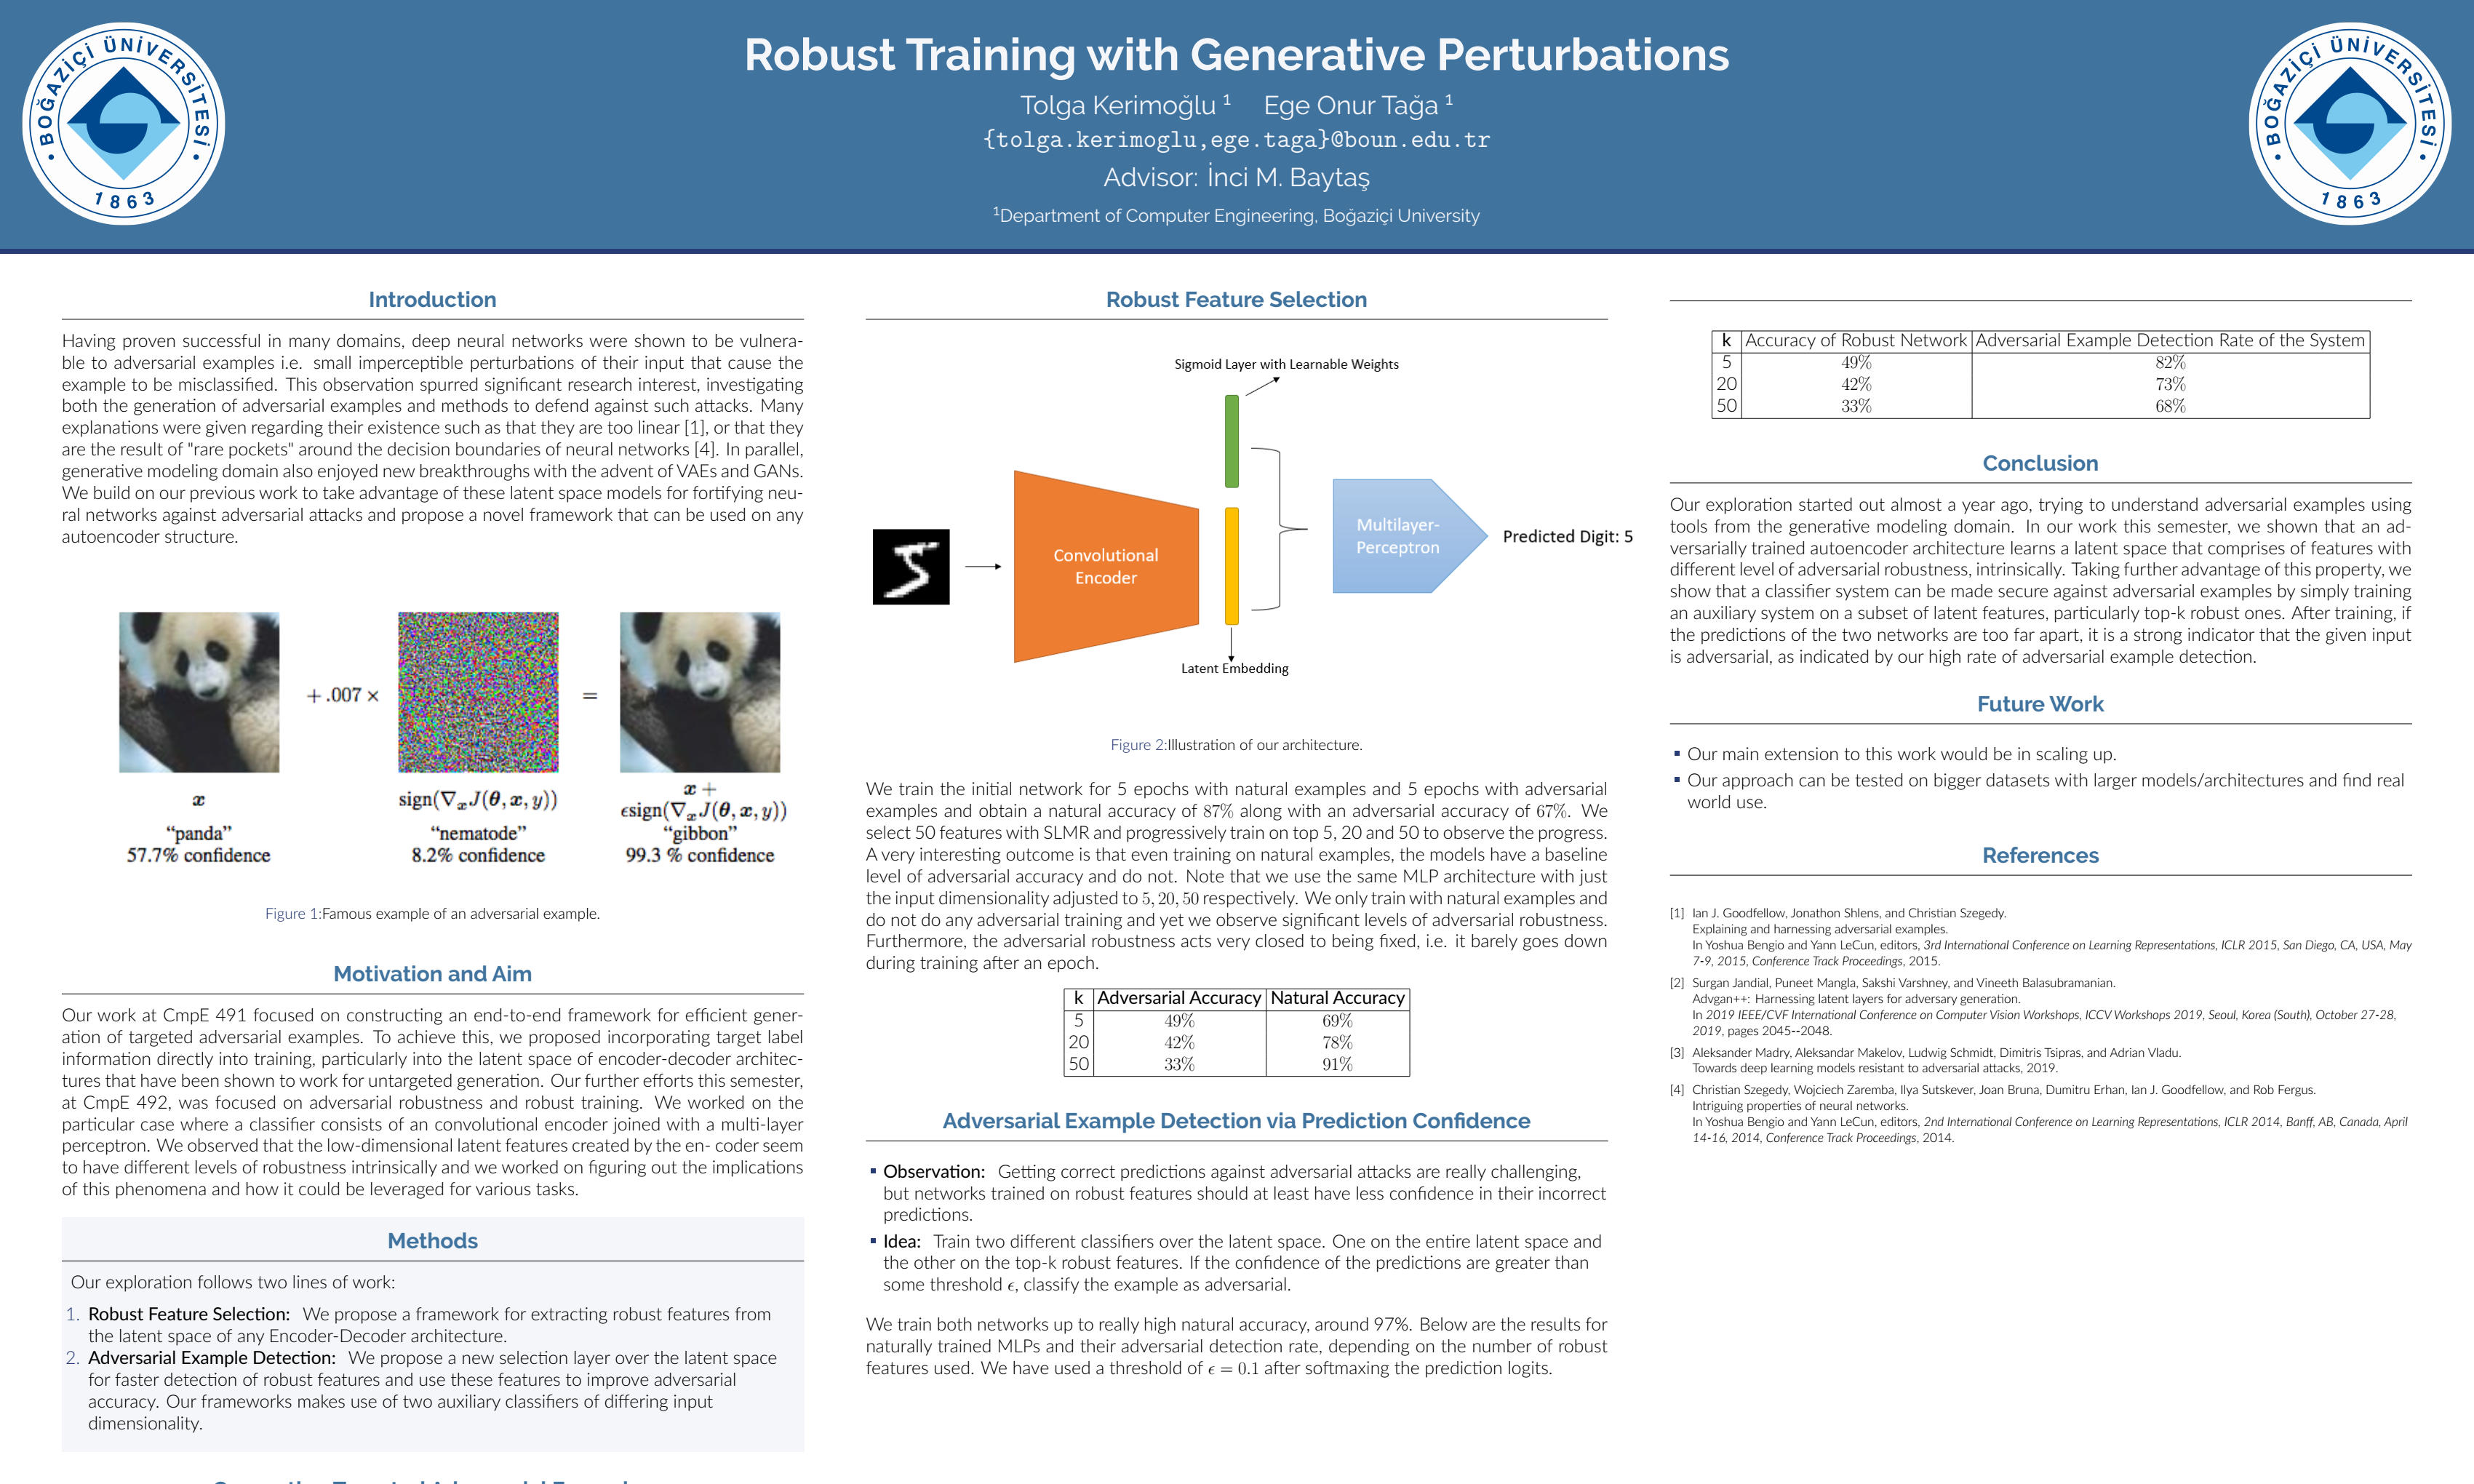 BOĞAZİÇİ ÜNİVERSİTESİ
1863
Robust Training with Generative Perturbations
Tolga Kerimoğlu 1 Ege Onur Tağa 1
{tolga.kerimoglu,ege.taga}@boun.edu.tr
Advisor: İnci M. Baytaş
1Department of Computer Engineering, Boğaziçi University
BOĞAZİÇİ ÜNİVERSİTESİ
1863
Introduction
Having proven successful in many domains, deep neural networks were shown to be vulnera-
ble to adversarial examples i.e. small imperceptible perturbations of their input that cause the
example to be misclassified. This observation spurred significant research interest, investigating
both the generation of adversarial examples and methods to defend against such attacks. Many
explanations were given regarding their existence such as that they are too linear [1], or that they
are the result of "rare pockets" around the decision boundaries of neural networks [4]. In parallel,
generative modeling domain also enjoyed new breakthroughs with the advent of VAEs and GANs.
We build on our previous work to take advantage of these latent space models for fortifying neu-
ral networks against adversarial attacks and propose a novel framework that can be used on any
autoencoder structure.
+ .007 ×
=
x
"panda"
57.7% confidence
sign(∇xJ(θ, x, y))
"nematode"
8.2% confidence
x +
ϵsign(∇xJ(θ, x, y))
"gibbon"
99.3 % confidence
Figure 1:Famous example of an adversarial example.
Motivation and Aim
Our work at CmpE 491 focused on constructing an end-to-end framework for efficient gener-
ation of targeted adversarial examples. To achieve this, we proposed incorporating target label
information directly into training, particularly into the latent space of encoder-decoder architec-
tures that have been shown to work for untargeted generation. Our further efforts this semester,
at CmpE 492, was focused on adversarial robustness and robust training. We worked on the
particular case where a classifier consists of an convolutional encoder joined with a multi-layer
perceptron. We observed that the low-dimensional latent features created by the en- coder seem
to have different levels of robustness intrinsically and we worked on figuring out the implications
of this phenomena and how it could be leveraged for various tasks.
Methods
Our exploration follows two lines of work:
1. Robust Feature Selection: We propose a framework for extracting robust features from
the latent space of any Encoder-Decoder architecture.
2. Adversarial Example Detection: We propose a new selection layer over the latent space
for faster detection of robust features and use these features to improve adversarial
accuracy. Our frameworks makes use of two auxiliary classifiers of differing input
dimensionality.
Robust Feature Selection
Sigmoid Layer with Learnable Weights
Convolutional
Encoder
Multilayer-
Perceptron
Predicted Digit: 5
Latent Embedding
Figure 2:Illustration of our architecture.
We train the initial network for 5 epochs with natural examples and 5 epochs with adversarial
examples and obtain a natural accuracy of 87% along with an adversarial accuracy of 67%. We
select 50 features with SLMR and progressively train on top 5, 20 and 50 to observe the progress.
A very interesting outcome is that even training on natural examples, the models have a baseline
level of adversarial accuracy and do not. Note that we use the same MLP architecture with just
the input dimensionality adjusted to 5, 20, 50 respectively. We only train with natural examples and
do not do any adversarial training and yet we observe significant levels of adversarial robustness.
Furthermore, the adversarial robustness acts very closed to being fixed, i.e. it barely goes down
during training after an epoch.
k Adversarial Accuracy Natural Accuracy
5 49% 69%
20 42% 78%
50 33% 91%
Adversarial Example Detection via Prediction Confidence
▪ Observation: Getting correct predictions against adversarial attacks are really challenging,
but networks trained on robust features should at least have less confidence in their incorrect
predictions.
▪ Idea: Train two different classifiers over the latent space. One on the entire latent space and
the other on the top-k robust features. If the confidence of the predictions are greater than
some threshold ϵ, classify the example as adversarial.
We train both networks up to really high natural accuracy, around 97%. Below are the results for
naturally trained MLPs and their adversarial detection rate, depending on the number of robust
features used. We have used a threshold of ϵ = 0.1 after softmaxing the prediction logits.
k Accuracy of Robust Network Adversarial Example Detection Rate of the System
5 49% 82%
20 42% 73%
50 33% 68%
Conclusion
Our exploration started out almost a year ago, trying to understand adversarial examples using
tools from the generative modeling domain. In our work this semester, we shown that an ad-
versarially trained autoencoder architecture learns a latent space that comprises of features with
different level of adversarial robustness, intrinsically. Taking further advantage of this property, we
show that a classifier system can be made secure against adversarial examples by simply training
an auxiliary system on a subset of latent features, particularly top-k robust ones. After training, if
the predictions of the two networks are too far apart, it is a strong indicator that the given input
is adversarial, as indicated by our high rate of adversarial example detection.
Future Work
▪ Our main extension to this work would be in scaling up.
▪ Our approach can be tested on bigger datasets with larger models/architectures and find real
world use.
References
[1] Ian J. Goodfellow, Jonathon Shlens, and Christian Szegedy.
Explaining and harnessing adversarial examples.
In Yoshua Bengio and Yann LeCun, editors, 3rd International Conference on Learning Representations, ICLR 2015, San Diego, CA, USA, May
7-9, 2015, Conference Track Proceedings, 2015.
[2] Surgan Jandial, Puneet Mangla, Sakshi Varshney, and Vineeth Balasubramanian.
Advgan++: Harnessing latent layers for adversary generation.
In 2019 IEEE/CVF International Conference on Computer Vision Workshops, ICCV Workshops 2019, Seoul, Korea (South), October 27-28,
2019, pages 2045--2048.
[3] Aleksander Madry, Aleksandar Makelov, Ludwig Schmidt, Dimitris Tsipras, and Adrian Vladu.
Towards deep learning models resistant to adversarial attacks, 2019.
[4] Christian Szegedy, Wojciech Zaremba, Ilya Sutskever, Joan Bruna, Dumitru Erhan, Ian J. Goodfellow, and Rob Fergus.
Intriguing properties of neural networks.
In Yoshua Bengio and Yann LeCun, editors, 2nd International Conference on Learning Representations, ICLR 2014, Banff, AB, Canada, April
14-16, 2014, Conference Track Proceedings, 2014.